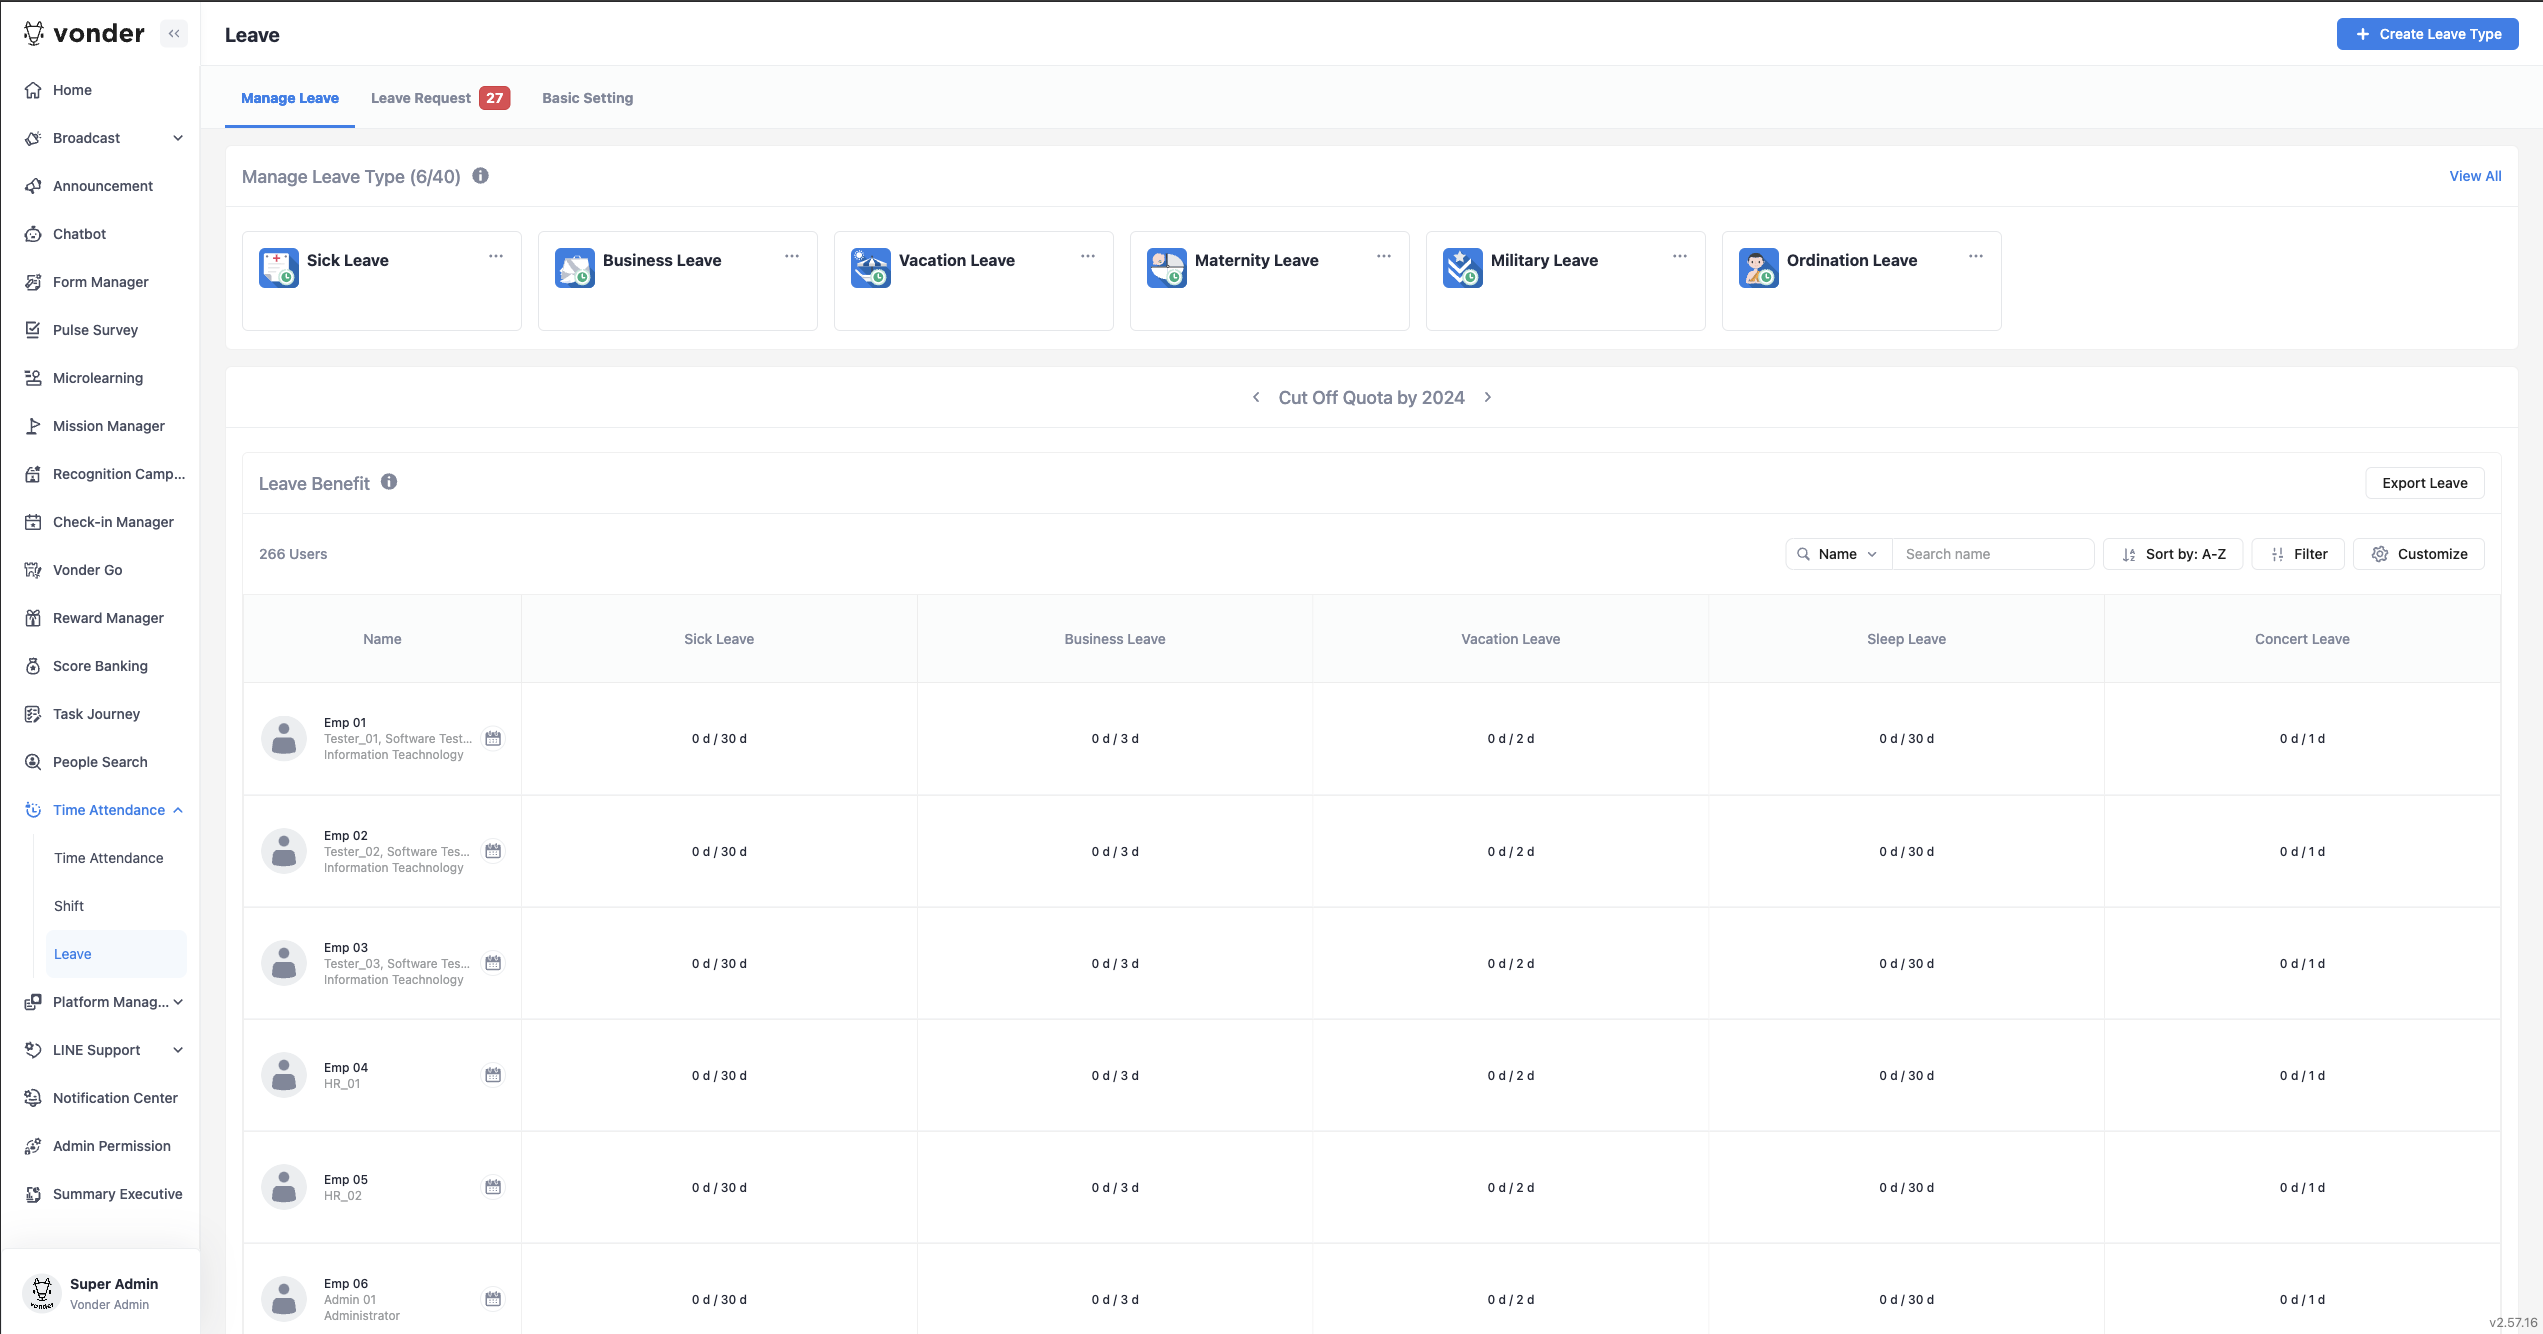 vonder
Leave
Create Leave Type
Home
Broadcast
Announcement
Chatbot
Form Manager
Pulse Survey
Microlearning
Mission Manager
Recognition Camp...
Check-in Manager
Vonder Go
Reward Manager
Score Banking
Task Journey
People Search
Time Attendance
Time Attendance
Shift
Leave
Platform Manag...
LINE Support
Notification Center
Admin Permission
Summary Executive
vonder
Super Admin
Vonder Admin
Manage Leave
Leave Request 27
Basic Setting
Manage Leave Type (6/40)
View All
Sick Leave
Business Leave
Vacation Leave
Maternity Leave
Military Leave
Ordination Leave
Cut Off Quota by 2024
Leave Benefit
Export Leave
266 Users
Name
Search name
Sort by: A-Z
Filter
Customize
Name Sick Leave Business Leave Vacation Leave Sleep Leave Concert Leave
Emp 01
Tester_01, Software Test...
Information Teachnology
0 d / 30 d 0 d / 3 d 0 d / 2 d 0 d / 30 d 0 d / 1 d
Emp 02
Tester_02, Software Tes...
Information Teachnology
0 d / 30 d 0 d / 3 d 0 d / 2 d 0 d / 30 d 0 d / 1 d
Emp 03
Tester_03, Software Tes...
Information Teachnology
0 d / 30 d 0 d / 3 d 0 d / 2 d 0 d / 30 d 0 d / 1 d
Emp 04
HR_01
0 d / 30 d 0 d / 3 d 0 d / 2 d 0 d / 30 d 0 d / 1 d
Emp 05
HR_02
0 d / 30 d 0 d / 3 d 0 d / 2 d 0 d / 30 d 0 d / 1 d
Emp 06
Admin 01
Administrator
0 d / 30 d 0 d / 3 d 0 d / 2 d 0 d / 30 d 0 d / 1 d
v2.57.16